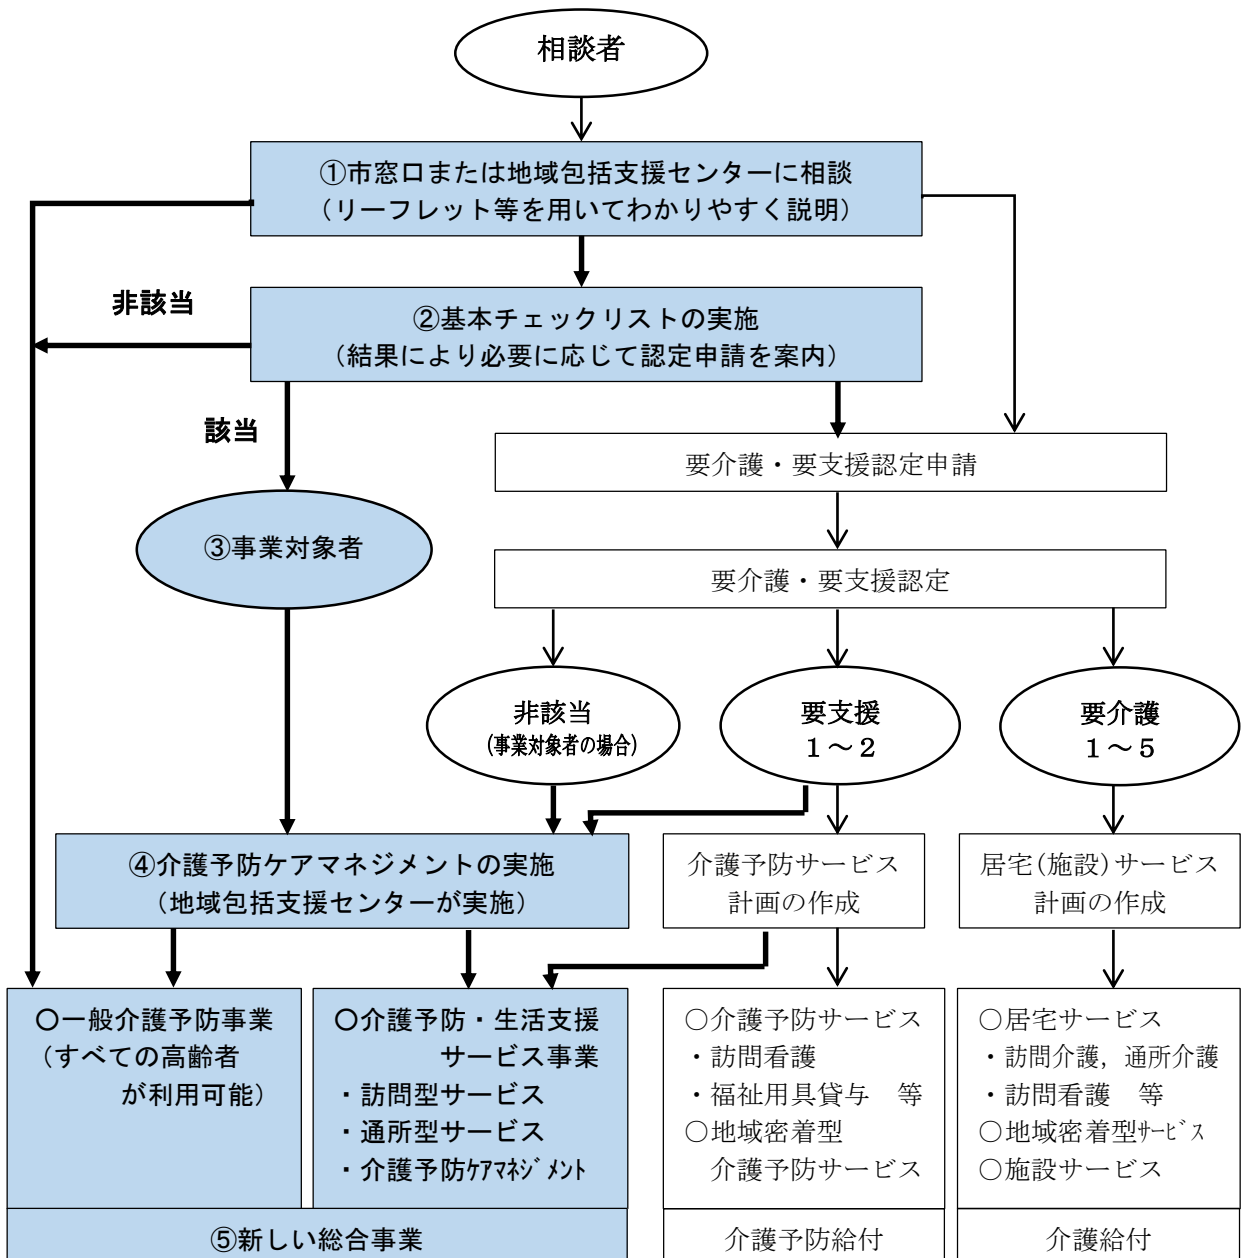 相談者
①市窓口または地域包括支援センターに相談
（リーフレット等を用いてわかりやすく説明）
非該当
②基本チェックリストの実施
（結果により必要に応じて認定申請を案内）
該当
要介護・要支援認定申請
③事業対象者
要介護・要支援認定
非該当
(事業対象者の場合)
要支援
１～２
要介護
１～５
④介護予防ケアマネジメントの実施
（地域包括支援センターが実施）
介護予防サービス
計画の作成
居宅(施設)サービス
計画の作成
〇一般介護予防事業
（すべての高齢者
が利用可能）
〇介護予防・生活支援
サービス事業
・訪問型サービス
・通所型サービス
・介護予防ｹｱﾏﾈｼﾞﾒﾝﾄ
⑤新しい総合事業
〇介護予防サービス
・訪問看護
・福祉用具貸与　等
〇地域密着型
介護予防サービス
介護予防給付
〇居宅サービス
・訪問介護，通所介護
・訪問看護　等
〇地域密着型ｻｰﾋﾞｽ
〇施設サービス
介護給付